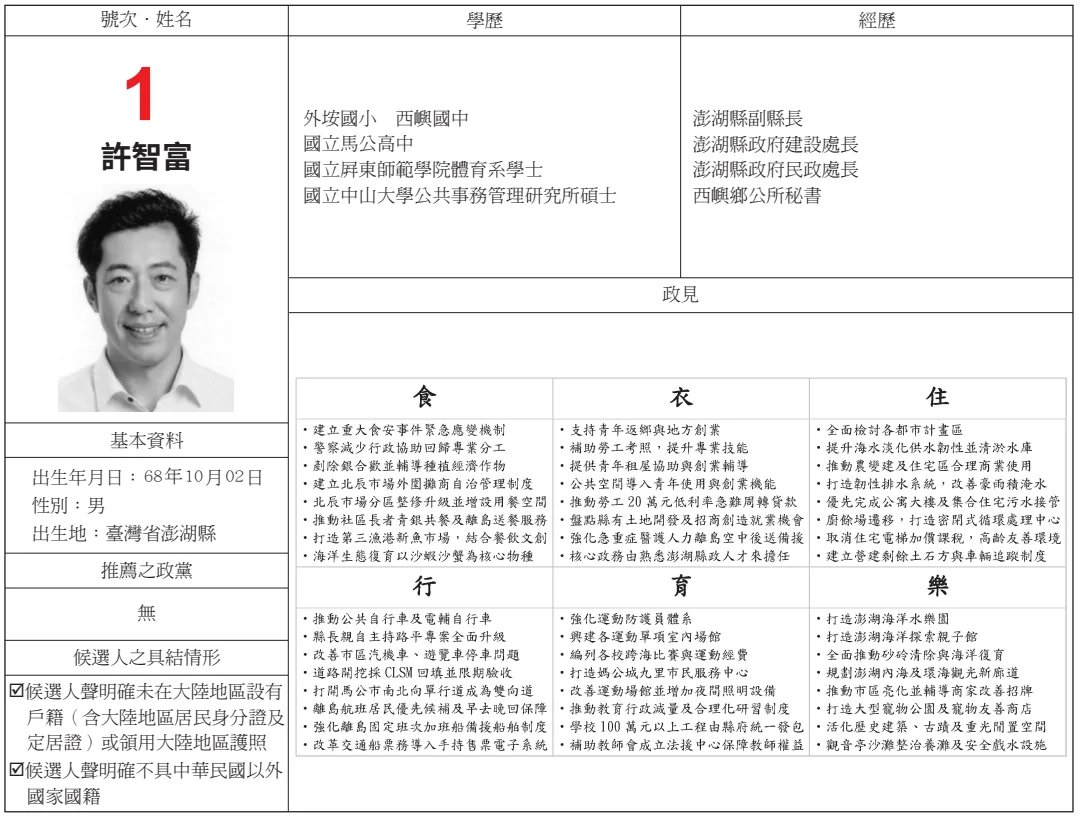 號次．姓名
1
許智富
基本資料
出生年月日：68年10月02日
性別：男
出生地：臺灣省澎湖縣
推薦之政黨
無
候選人之具結情形
☑候選人聲明確未在大陸地區設有
戶籍（含大陸地區居民身分證及
定居證）或領用大陸地區護照
☑候選人聲明確不具中華民國以外
國家國籍
學歷
外垵國小　西嶼國中
國立馬公高中
國立屏東師範學院體育系學士
國立中山大學公共事務管理研究所碩士
經歷
澎湖縣副縣長
澎湖縣政府建設處長
澎湖縣政府民政處長
西嶼鄉公所秘書
政見
食
・建立重大食安事件緊急應變機制
・警察減少行政協助回歸專業分工
・剷除銀合歡並輔導種植經濟作物
・建立北辰市場外圍攤商自治管理制度
・北辰市場分區整修升級並增設用餐空間
・推動社區長者青銀共餐及離島送餐服務
・打造第三漁港新魚市場，結合餐飲文創
・海洋生態復育以沙蝦沙蟹為核心物種
衣
・支持青年返鄉與地方創業
・補助勞工考照，提升專業技能
・提供青年租屋協助與創業輔導
・公共空間導入青年使用與創業機能
・推動勞工 20 萬元低利率急難周轉貸款
・盤點縣有土地開發及招商創造就業機會
・強化急重症醫護人力離島空中後送備援
・核心政務由熟悉澎湖縣政人才來擔任
住
・全面檢討各都市計畫區
・提升海水淡化供水韌性並清淤水庫
・推動農變建及住宅區合理商業使用
・打造韌性排水系統，改善豪雨積淹水
・優先完成公寓大樓及集合住宅污水接管
・廚餘場遷移，打造密閉式循環處理中心
・取消住宅電梯加價課稅，高齡友善環境
・建立營建剩餘土石方與車輛追蹤制度
行
・推動公共自行車及電輔自行車
・縣長親自主持路平專案全面升級
・改善市區汽機車、遊覽車停車問題
・道路開挖採 CLSM 回填並限期驗收
・打開馬公市南北向單行道成為雙向道
・離島航班居民優先候補及早去晚回保障
・強化離島固定班次加班船備援船舶制度
・改革交通船票務導入手持售票電子系統
育
・強化運動防護員體系
・興建各運動單項室內場館
・編列各校跨海比賽與運動經費
・打造媽公城九里市民服務中心
・改善運動場館並增加夜間照明設備
・推動教育行政減量及合理化研習制度
・學校 100 萬元以上工程由縣府統一發包
・補助教師會成立法援中心保障教師權益
樂
・打造澎湖海洋水樂園
・打造澎湖海洋探索親子館
・全面推動砂砱清除與海洋復育
・規劃澎湖內海及環海觀光新廊道
・推動市區亮化並輔導商家改善招牌
・打造大型寵物公園及寵物友善商店
・活化歷史建築、古蹟及重光閒置空間
・觀音亭沙灘整治養灘及安全戲水設施